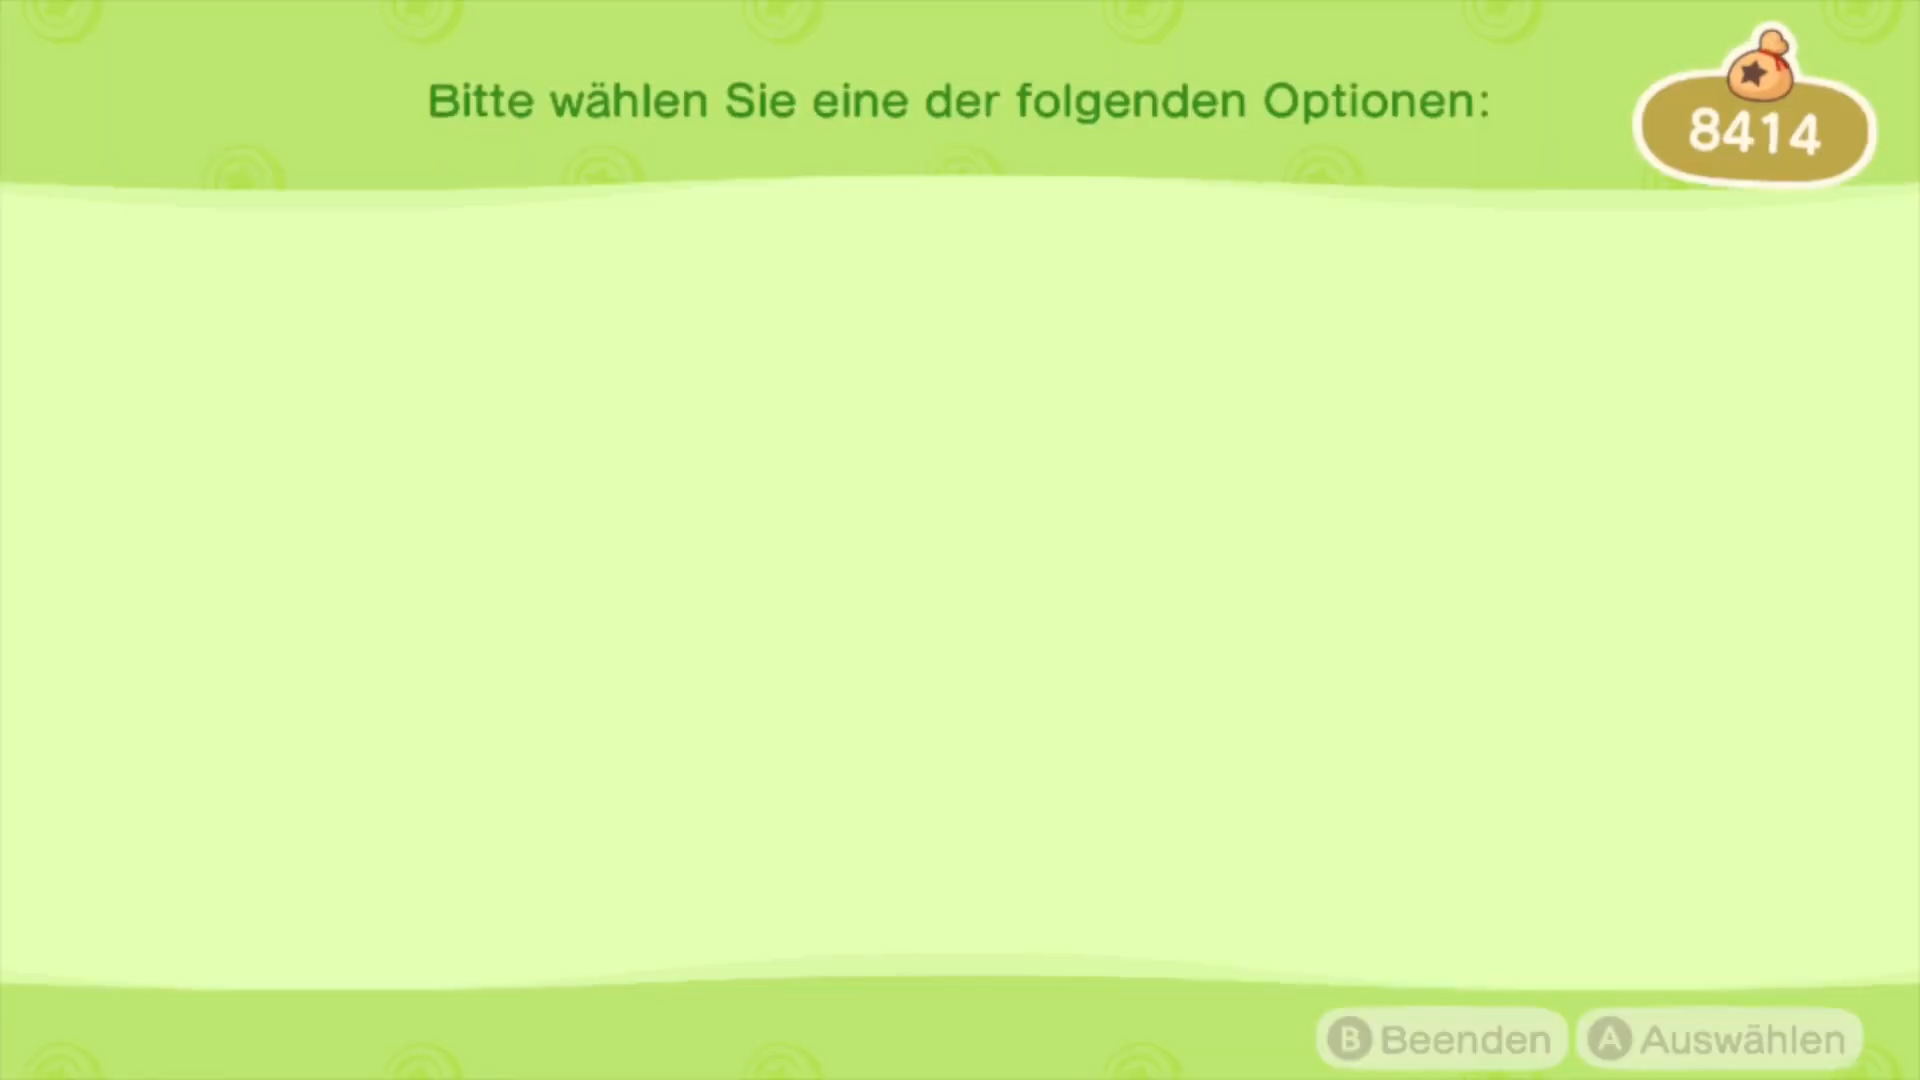 Bitte wählen Sie eine der folgenden Optionen:
8414
B Beenden
A Auswählen